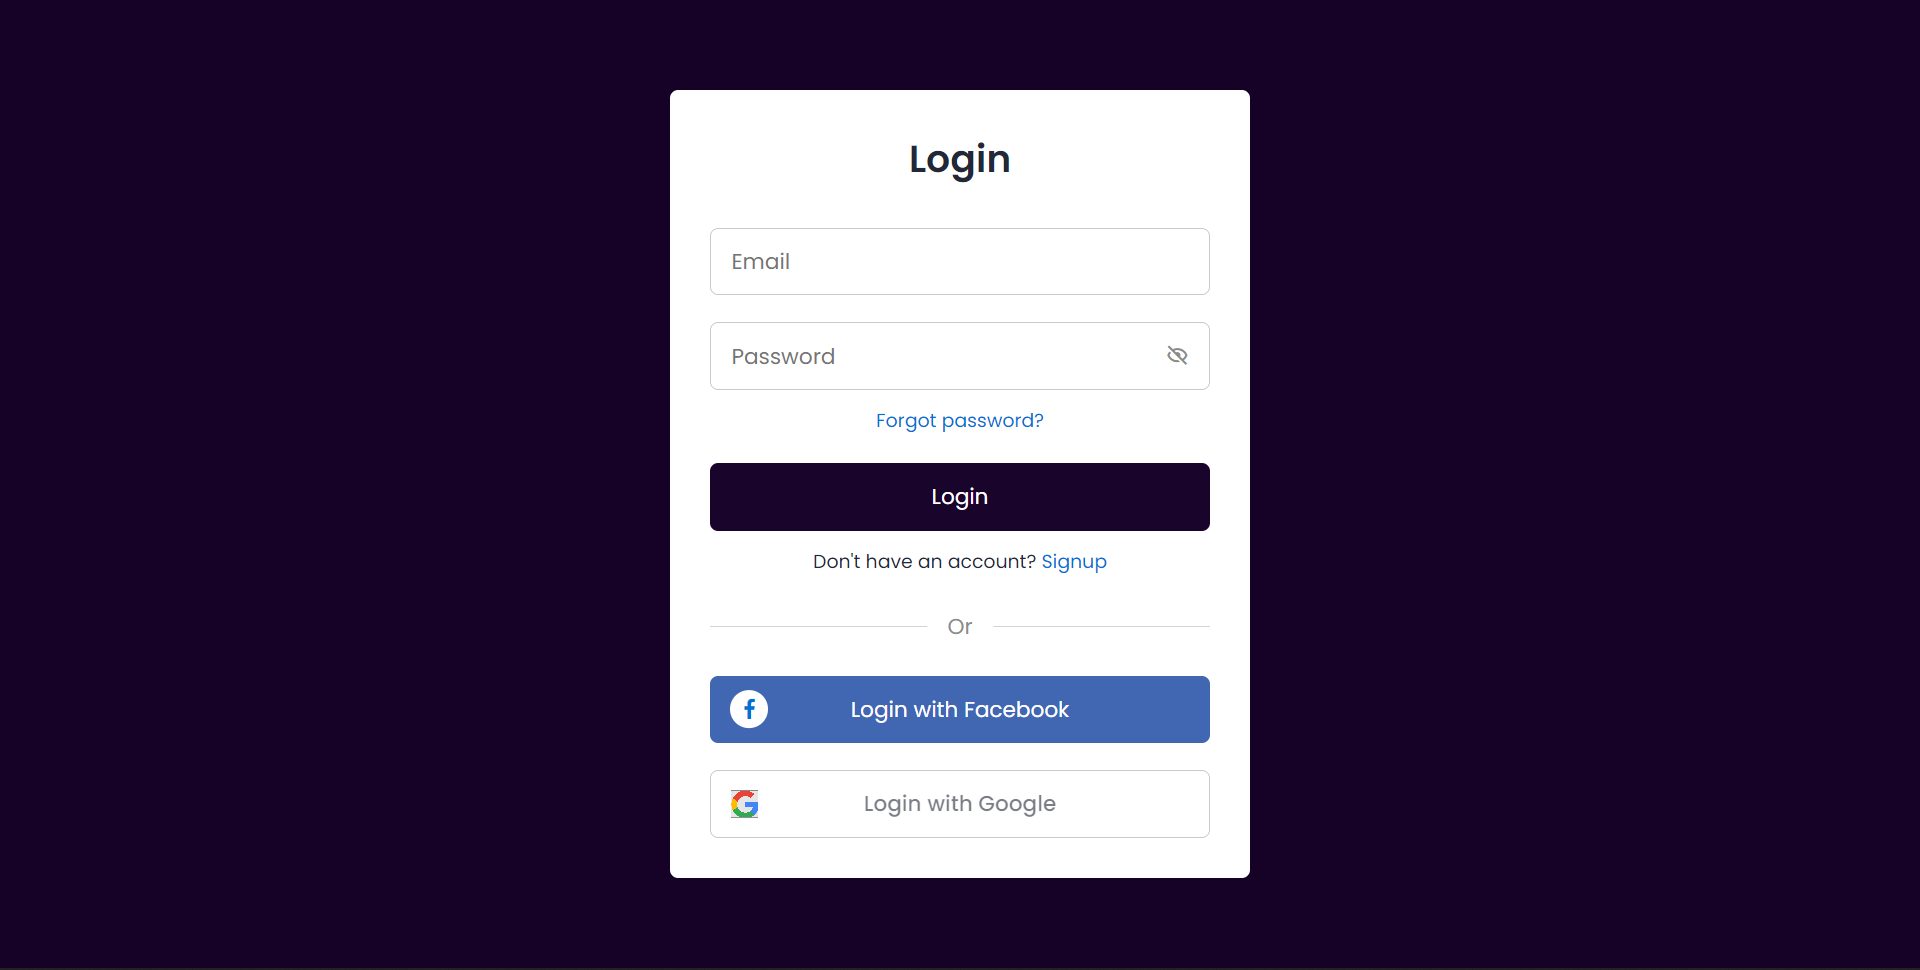 Login
Email
Password
Forgot password?
Login
Don't have an account? Signup
Or
Login with Facebook
Login with Google